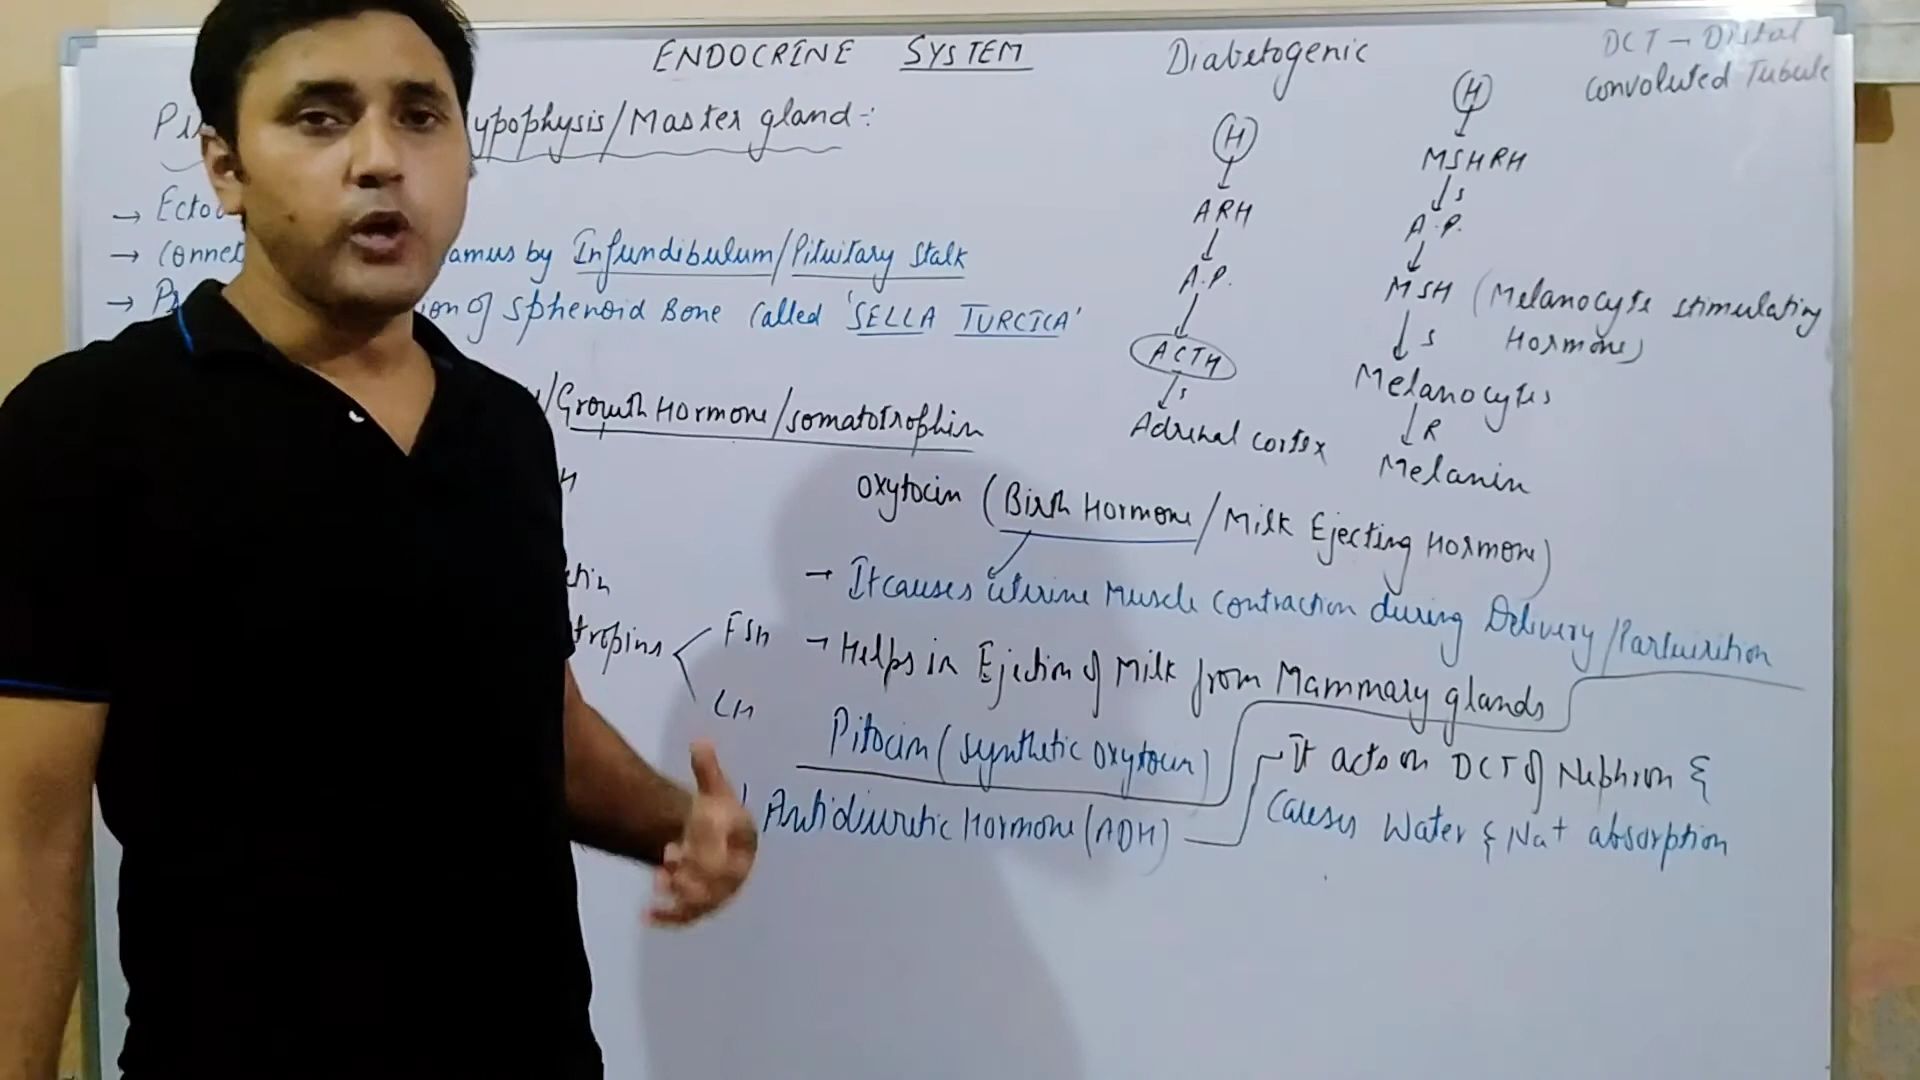 ENDOCRINE SYSTEM
Diabetogenic
DCT → Distal
Convoluted Tubule
ypophysis/Master gland :-
→ Ecto
→ Connec amus by Infundibulum/Pituitary Stalk
→ ion of Sphenoid Bone Called 'SELLA TURCICA'
/Growth Hormone/Somatotrophin
H
tin
tropins
FSH
LH
H
ARH
A.P.
ACTH
s
Adrenal cortex
H
MSHRH
s
A.P.
MSH (Melanocyte stimulating
Hormone)
s
Melanocytes
R
Melanin
Oxytocin (Birth Hormone/Milk Ejecting Hormone)
→ It causes uterine Muscle Contraction during Delivery/Parturition
→ Helps in Ejection of Milk from Mammary glands
Pitocin (Synthetic Oxytocin)
Antidiuretic Hormone (ADH)
It acts on DCT of Nephron &
Causes Water & Na+ absorption